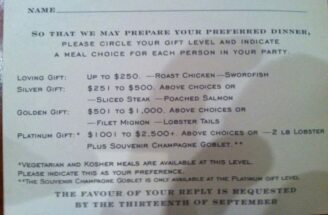 NAME
SO THAT WE MAY PREPARE YOUR PREFERRED DINNER,
PLEASE CIRCLE YOUR GIFT LEVEL AND INDICATE
A MEAL CHOICE FOR EACH PERSON IN YOUR PARTY.
LOVING GIFT: UP TO $250. —ROAST CHICKEN —SWORDFISH
SILVER GIFT: $251 TO $500. ABOVE CHOICES OR
—SLICED STEAK —POACHED SALMON
GOLDEN GIFT: $501 TO $1,000. ABOVE CHOICES OR
—FILET MIGNON —LOBSTER TAILS
PLATINUM GIFT:* $1001 TO $2,500+. ABOVE CHOICES OR —2 LB LOBSTER
PLUS SOUVENIR CHAMPAGNE GOBLET.**
*VEGETARIAN AND KOSHER MEALS ARE AVAILABLE AT THIS LEVEL.
PLEASE INDICATE THIS AS YOUR PREFERENCE.
**THE SOUVENIR CHAMPAGNE GOBLET IS ONLY AVAILABLE AT THE PLATINUM GIFT LEVEL.
THE FAVOUR OF YOUR REPLY IS REQUESTED
BY THE THIRTEENTH OF SEPTEMBER